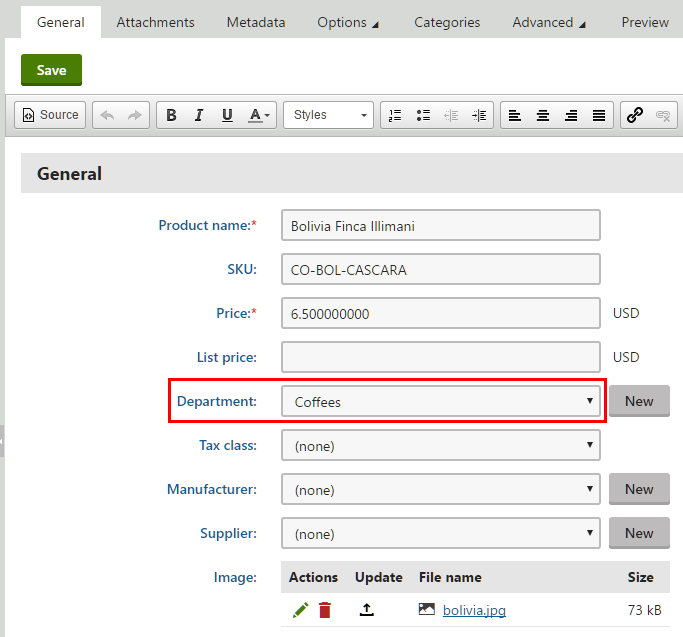 General Attachments Metadata Options Categories Advanced Preview
Save
Source B I U A Styles
General
Product name:* Bolivia Finca Illimani
SKU: CO-BOL-CASCARA
Price:* 6.500000000 USD
List price: USD
Department: Coffees New
Tax class: (none)
Manufacturer: (none) New
Supplier: (none) New
Image: Actions Update File name Size
bolivia.jpg 73 kB